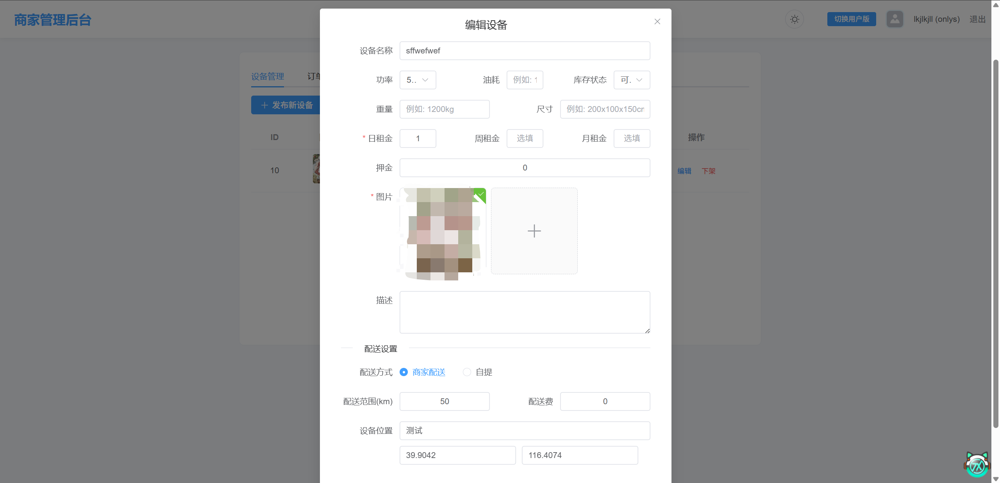 商家管理后台
切换用户版
lkjlkjll (onlys)
退出
设备管理
订单
发布新设备
ID
操作
10
编辑
下架
编辑设备
设备名称
sffwefwef
功率
5..
油耗
例如: 1
库存状态
可.
重量
例如: 1200kg
尺寸
例如: 200x100x150cm
* 日租金
1
周租金
选填
月租金
选填
押金
0
* 图片
描述
配送设置
配送方式
商家配送
自提
配送范围(km)
50
配送费
0
设备位置
测试
39.9042
116.4074